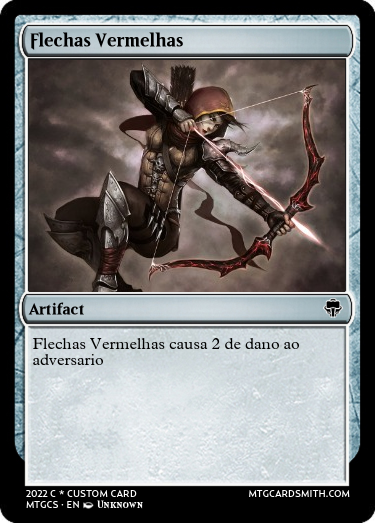 Flechas Vermelhas
Artifact
Flechas Vermelhas causa 2 de dano ao
adversario
2022 C * CUSTOM CARD
MTGCARDSMITH.COM
MTGCS · EN UNKNOWN